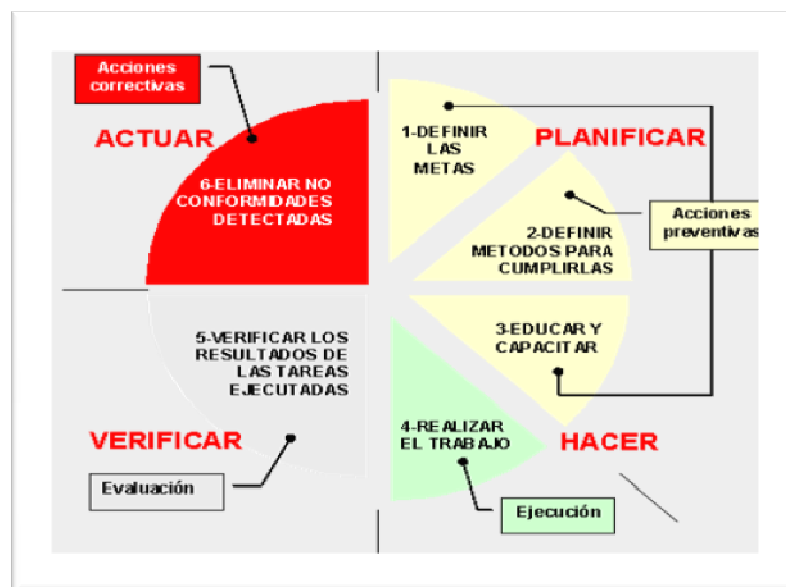 Acciones
correctivas
ACTUAR
6-ELIMINAR NO
CONFORMIDADES
DETECTADAS
1-DEFINIR
LAS
METAS
PLANIFICAR
2-DEFINIR
METODOS PARA
CUMPLIRLAS
Acciones
preventivas
3-EDUCAR Y
CAPACITAR
4-REALIZAR
EL TRABAJO
HACER
Ejecución
5-VERIFICAR LOS
RESULTADOS DE
LAS TAREAS
EJECUTADAS
VERIFICAR
Evaluación